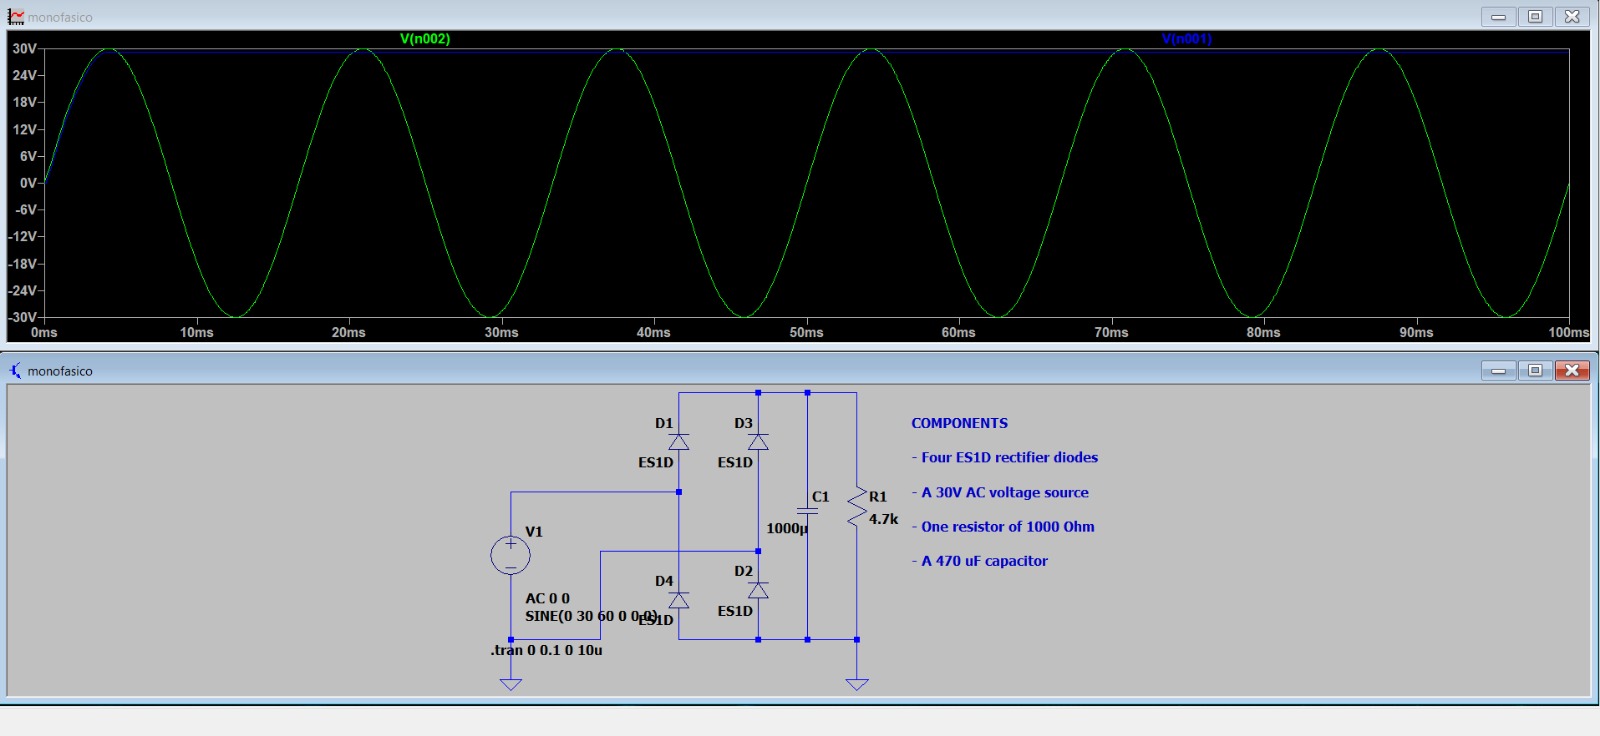 monofasico
V(n002)
V(n001)
30V
24V
18V
12V
6V
0V
-6V
-12V
-18V
-24V
-30V
0ms
10ms
20ms
30ms
40ms
50ms
60ms
70ms
80ms
90ms
100ms
monofasico
D1
ES1D
D3
ES1D
V1
AC 0 0
SINE(0 30 60 0 0 0)
.tran 0 0.1 0 10u
D4
ES1D
D2
ES1D
C1
1000µ
R1
4.7k
COMPONENTS
- Four ES1D rectifier diodes
- A 30V AC voltage source
- One resistor of 1000 Ohm
- A 470 uF capacitor